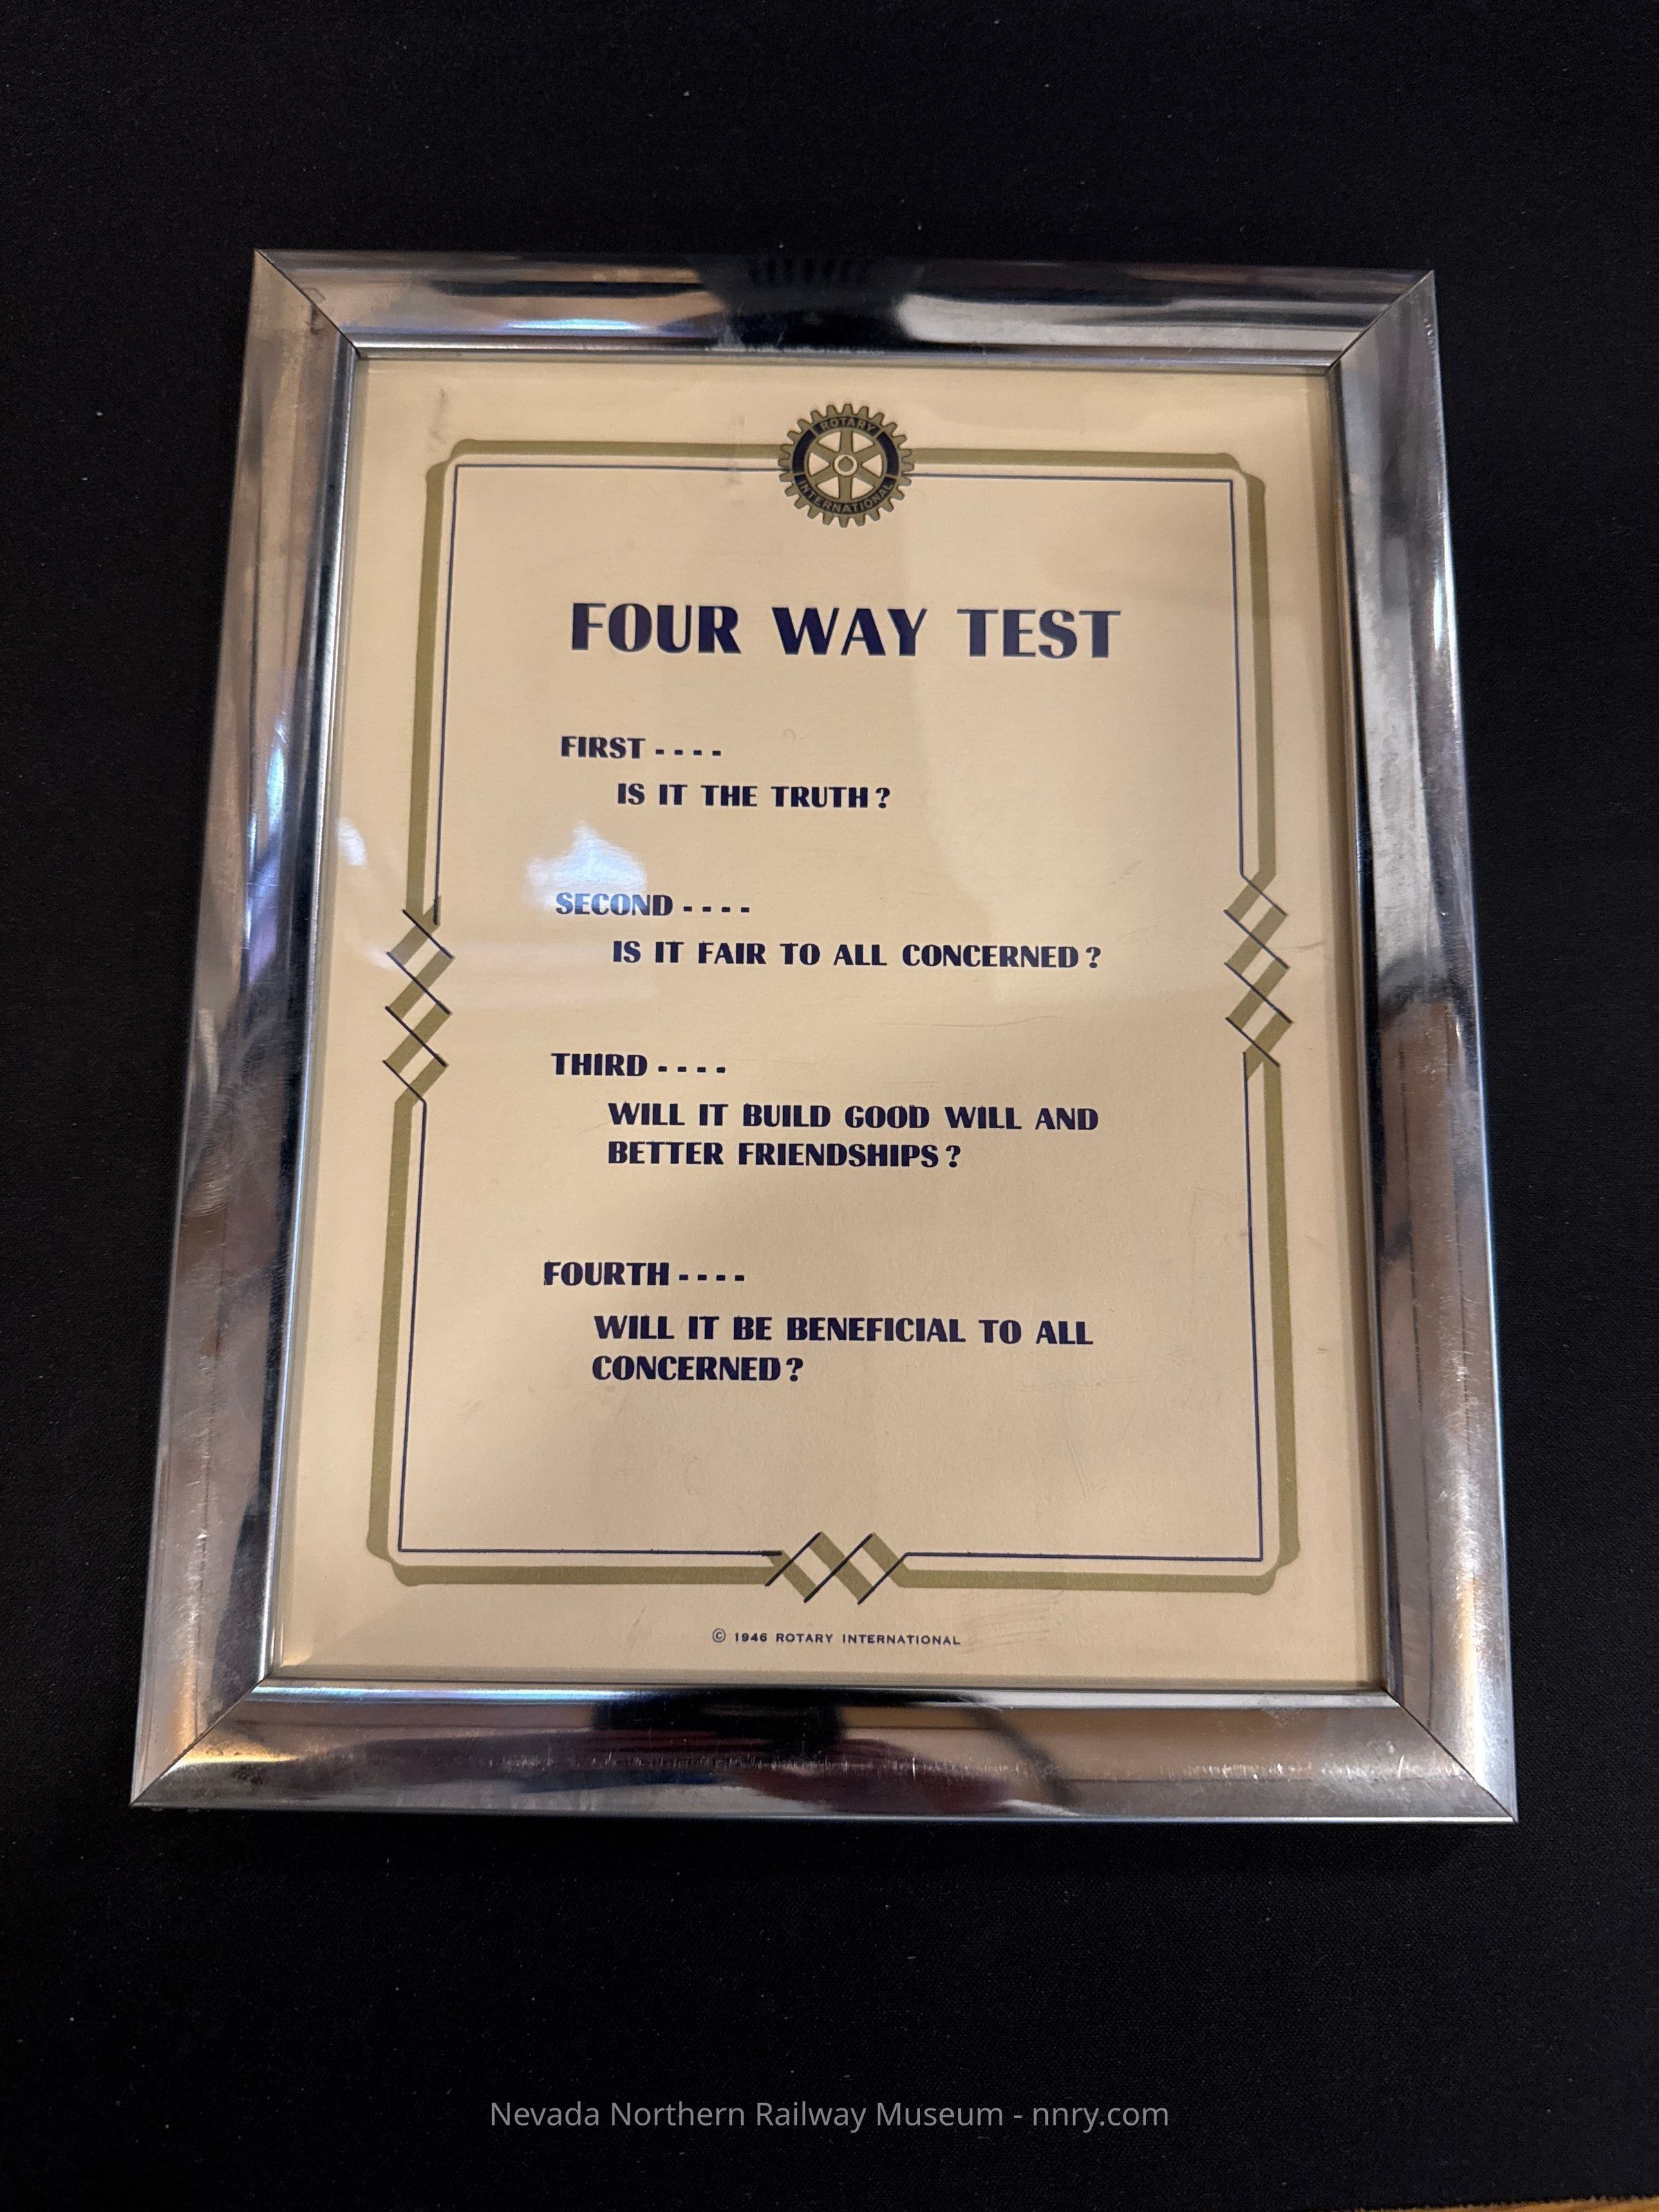 ROTARY
INTERNATIONAL
FOUR WAY TEST
FIRST - - - -
IS IT THE TRUTH?
SECOND - - - -
IS IT FAIR TO ALL CONCERNED?
THIRD - - - -
WILL IT BUILD GOOD WILL AND
BETTER FRIENDSHIPS?
FOURTH - - - -
WILL IT BE BENEFICIAL TO ALL
CONCERNED?
© 1946 ROTARY INTERNATIONAL
Nevada Northern Railway Museum - nnry.com